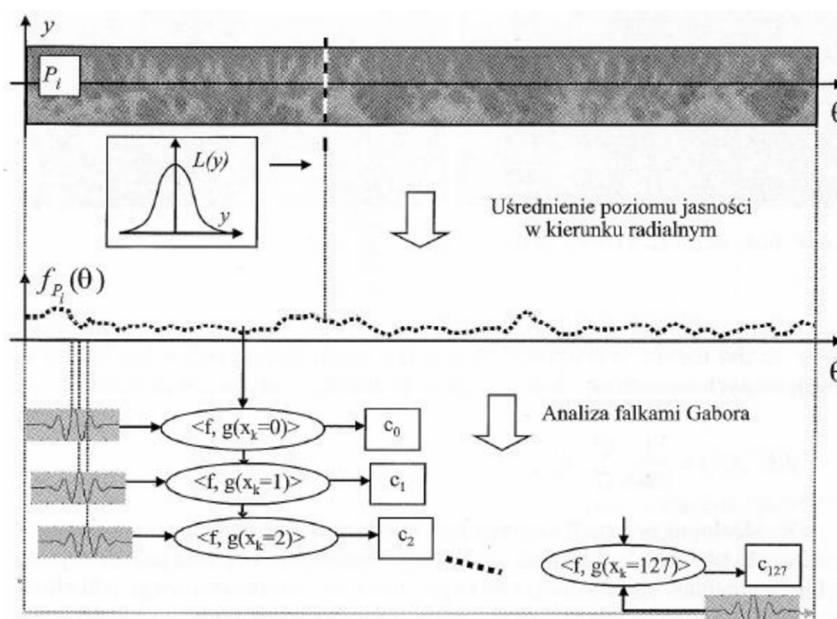 y
P_i
θ
L(y)
y
Uśrednienie poziomu jasności
w kierunku radialnym
f_{P_i}(θ)
θ
Analiza falkami Gabora
<f, g(x_k=0)>
c_0
<f, g(x_k=1)>
c_1
<f, g(x_k=2)>
c_2
<f, g(x_k=127)>
c_127